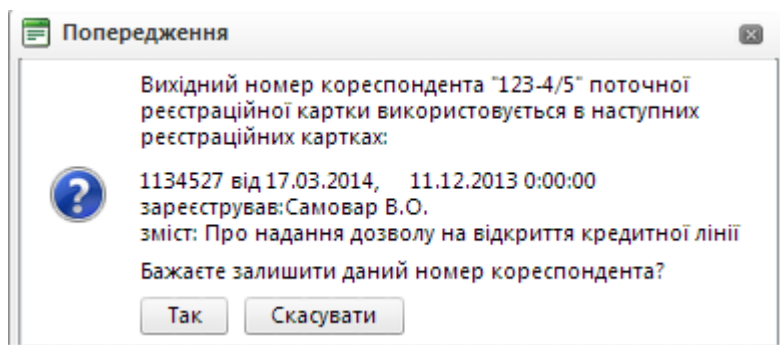 Попередження
Вихідний номер кореспондента "123-4/5" поточної
реєстраційної картки використовується в наступних
реєстраційних картках:
1134527 від 17.03.2014, 11.12.2013 0:00:00
зареєстрував:Самовар В.О.
зміст: Про надання дозволу на відкриття кредитної лінії
Бажаєте залишити даний номер кореспондента?
Так Скасувати